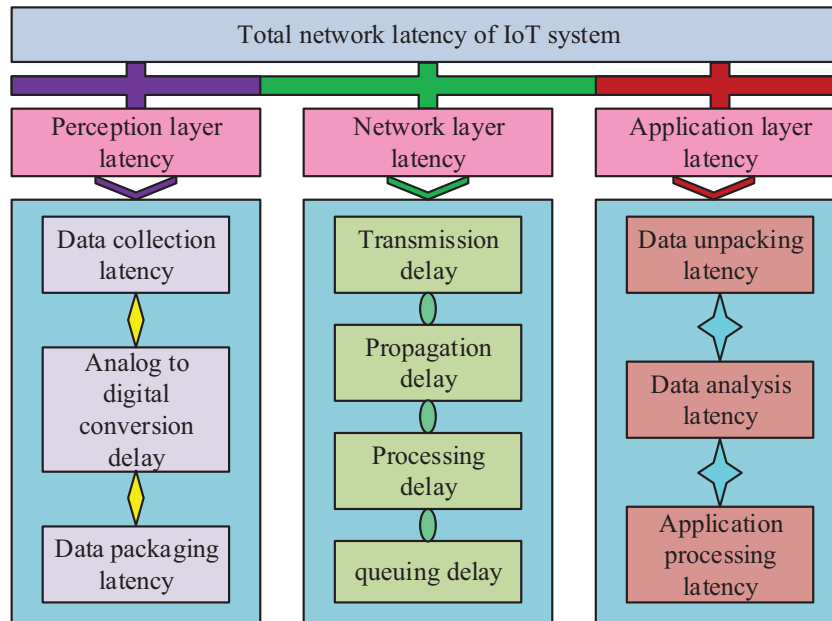 Total network latency of IoT system
Perception layer
latency
Network layer
latency
Application layer
latency
Data collection
latency
Analog to
digital
conversion
delay
Data packaging
latency
Transmission
delay
Propagation
delay
Processing
delay
queuing delay
Data unpacking
latency
Data analysis
latency
Application
processing
latency